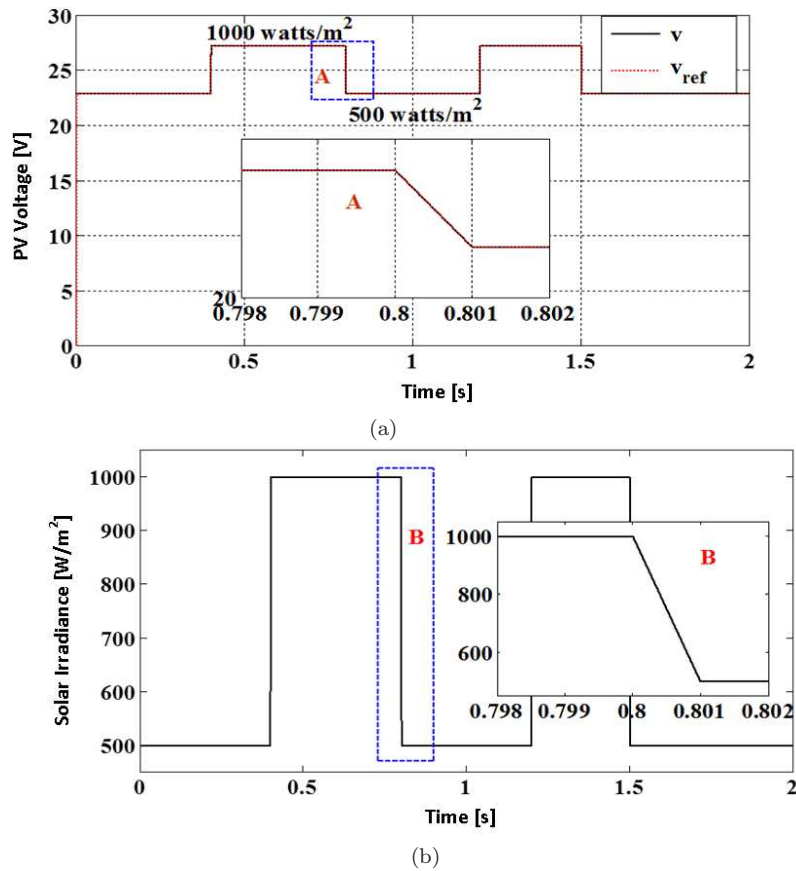 30
25
20
15
10
5
0
PV Voltage [V]
1000 watts/m²
A
500 watts/m²
v
v_ref
A
20
0.798 0.799 0.8 0.801 0.802
0 0.5 1 1.5 2
Time [s]
(a)
1000
900
800
700
600
500
Solar Irradiance [W/m²]
B
1000
800
600
B
0.798 0.799 0.8 0.801 0.802
0 0.5 1 1.5 2
Time [s]
(b)